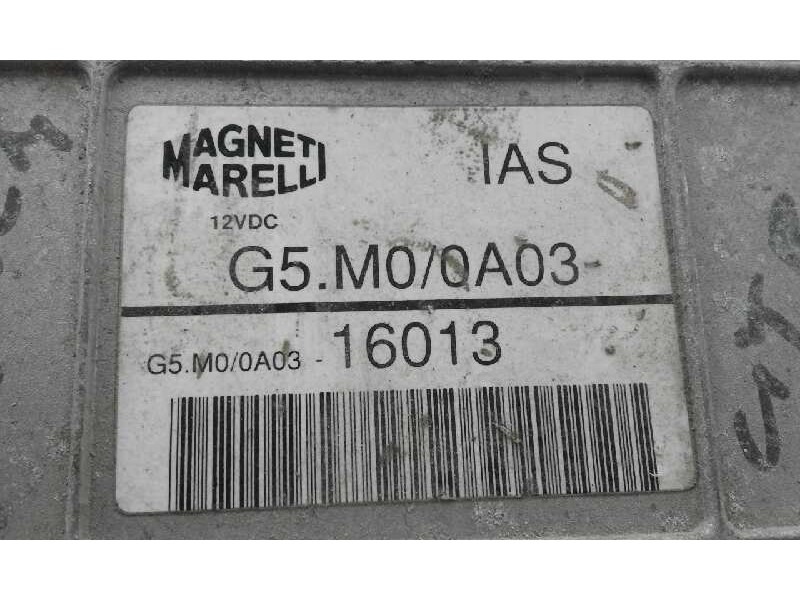 MAGNETI
MARELLI
IAS
12VDC
G5.M0/0A03-
G5.M0/0A03 - 16013